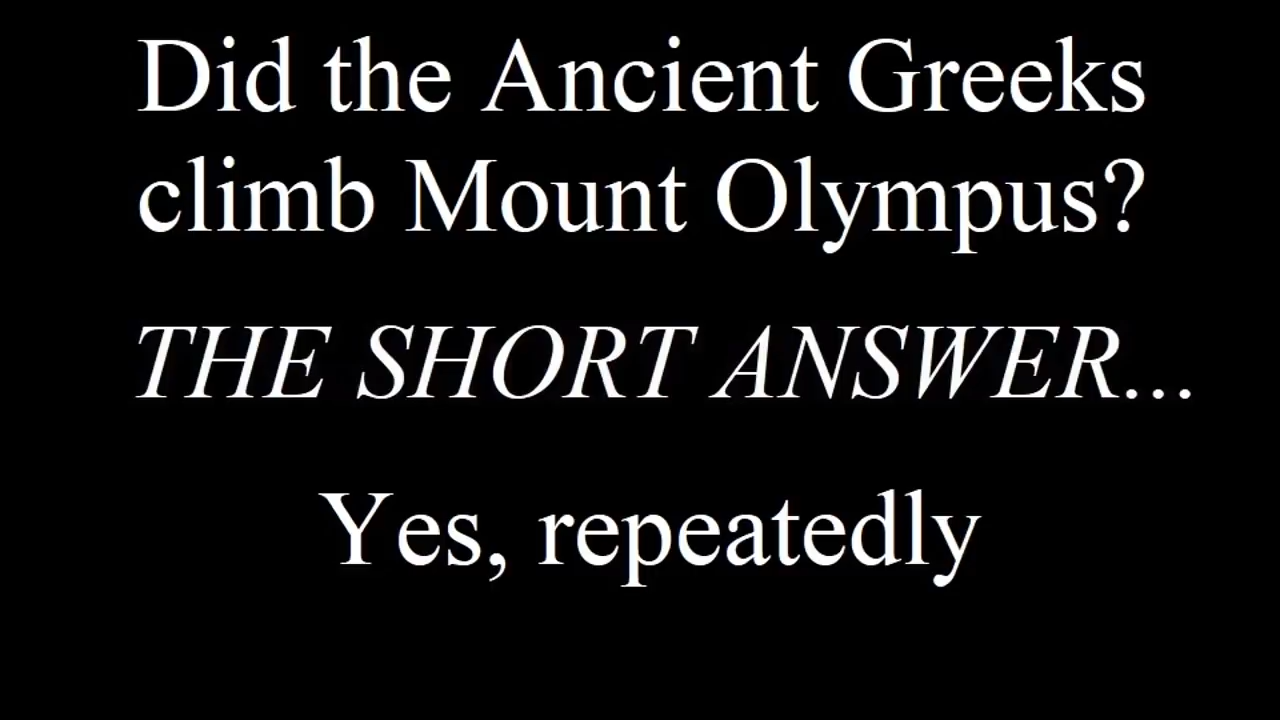 Did the Ancient Greeks
climb Mount Olympus?
THE SHORT ANSWER...
Yes, repeatedly